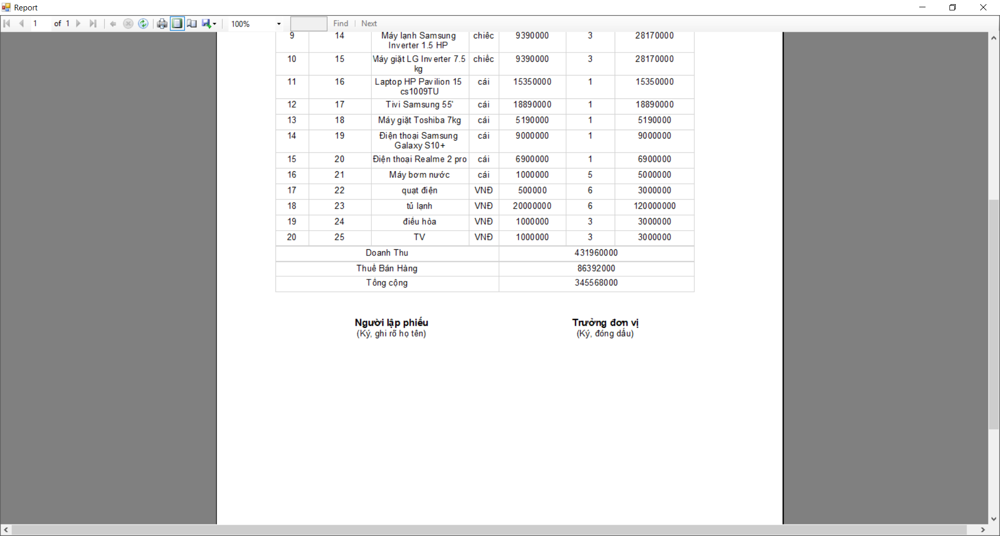 Report
1 of 1 100% Find Next
9 14 Máy lạnh Samsung chiếc 9390000 3 28170000
Inverter 1.5 HP
10 15 Máy giặt LG Inverter 7.5 chiếc 9390000 3 28170000
kg
11 16 Laptop HP Pavilion 15 cái 15350000 1 15350000
cs1009TU
12 17 Tivi Samsung 55' cái 18890000 1 18890000
13 18 Máy giặt Toshiba 7kg cái 5190000 1 5190000
14 19 Điện thoại Samsung cái 9000000 1 9000000
Galaxy S10+
15 20 Điện thoại Realme 2 pro cái 6900000 1 6900000
16 21 Máy bơm nước cái 1000000 5 5000000
17 22 quạt điện VNĐ 500000 6 3000000
18 23 tủ lạnh VNĐ 20000000 6 120000000
19 24 điều hòa VNĐ 1000000 3 3000000
20 25 TV VNĐ 1000000 3 3000000
Doanh Thu 431960000
Thuế Bán Hàng 86392000
Tổng cộng 345568000
Người lập phiếu Trưởng đơn vị
(Ký, ghi rõ họ tên) (Ký, đóng dấu)